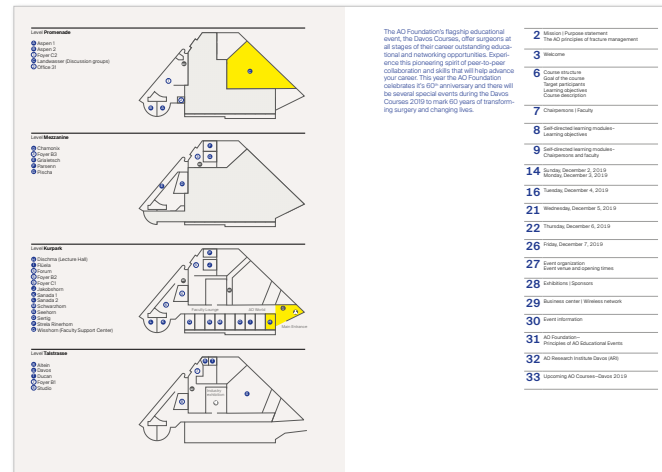 Level Promenade
Aspen 1
Aspen 2
Foyer C2
Landwasser (Discussion groups)
Office 31
Level Mezzanine
Chamonix
Foyer B3
Grialetsch
Parsenn
Pischa
Level Kurpark
Dischma (Lecture Hall)
Flüela
Forum
Foyer B2
Foyer C1
Jakobshorn
Sanada 1
Sanada 2
Schwarzhorn
Seehorn
Sertig
Strela Rinerhorn
Wisshorn (Faculty Support Center)
Faculty Lounge
AO World
Main Entrance
Level Talstrasse
Aïlain
Davos
Ducan
Foyer B1
Studio
Industry exhibition
The AO Foundation's flagship educational
event, the Davos Courses, offer surgeons at
all stages of their career outstanding educa-
tional and networking opportunities. Experi-
ence this pioneering spirit of peer-to-peer
collaboration and skills that will help advance
your career. This year the AO Foundation
celebrates it's 60th anniversary and there will
be several special events during the Davos
Courses 2019 to mark 60 years of transform-
ing surgery and changing lives.
2 Mission | Purpose statement
The AO principles of fracture management
3 Welcome
6 Course structure
Goal of the course
Target participants
Learning objectives
Course description
7 Chairpersons | Faculty
8 Self-directed learning modules–
Learning objectives
9 Self-directed learning modules–
Chairpersons and faculty
14 Sunday, December 2, 2019
Monday, December 3, 2019
16 Tuesday, December 4, 2019
21 Wednesday, December 5, 2019
22 Thursday, December 6, 2019
26 Friday, December 7, 2019
27 Event organization
Event venue and opening times
28 Exhibitions | Sponsors
29 Business center | Wireless network
30 Event information
31 AO Foundation–
Principles of AO Educational Events
32 AO Research Institute Davos (ARI)
33 Upcoming AO Courses–Davos 2019